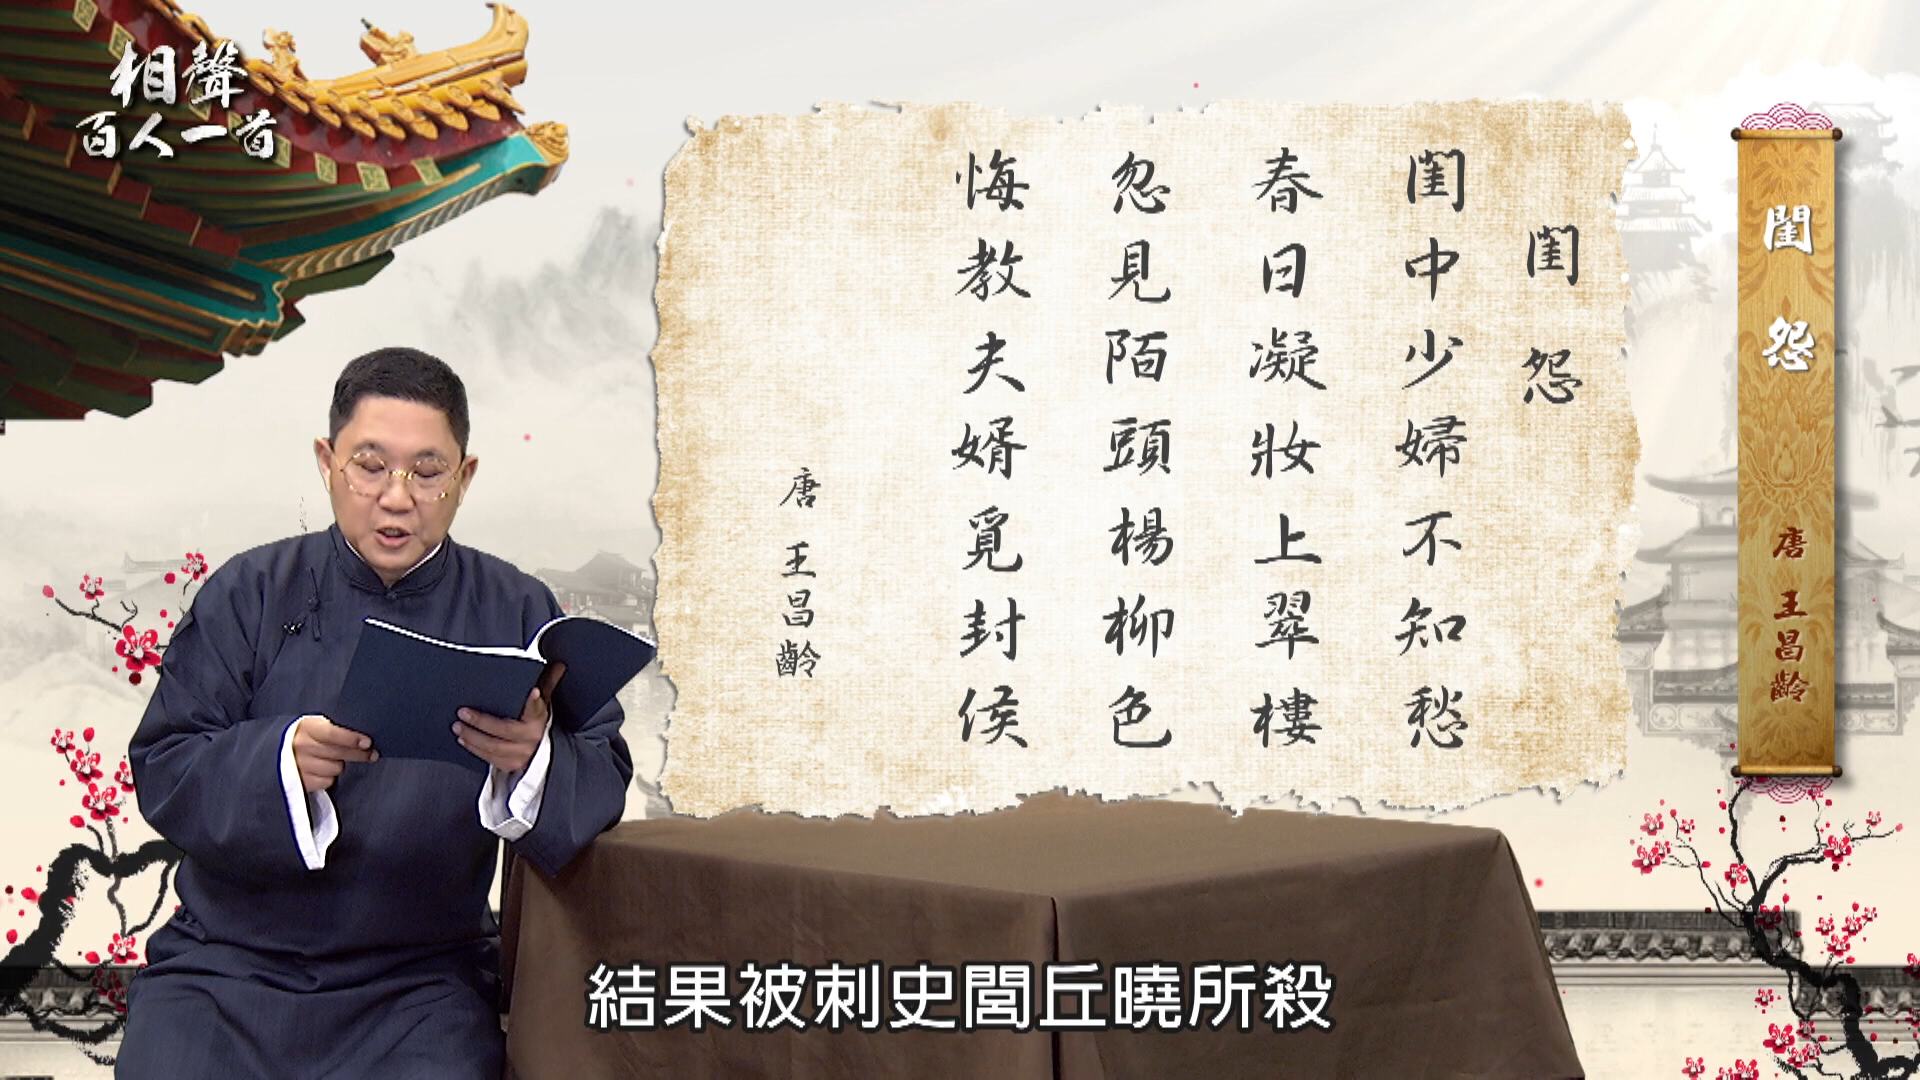 相聲
百人一首
閨怨
閨中少婦不知愁
春日凝妝上翠樓
忽見陌頭楊柳色
悔教夫婿覓封侯
唐 王昌齡
閨怨
唐 王昌齡
結果被刺史閭丘曉所殺